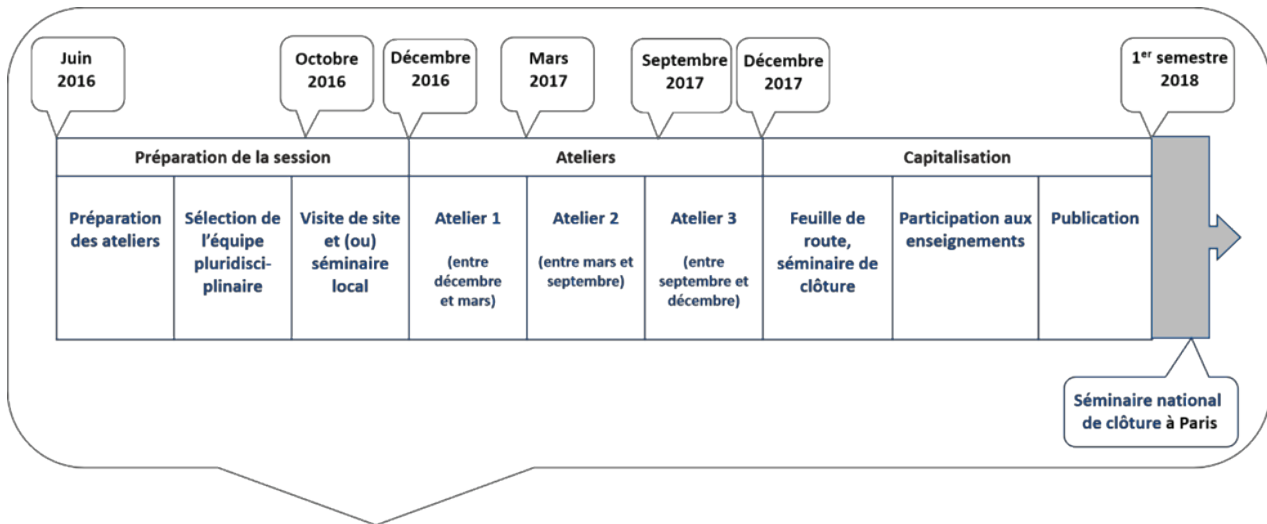 Juin
2016
Octobre
2016
Décembre
2016
Mars
2017
Septembre
2017
Décembre
2017
1er semestre
2018
Préparation de la session
Ateliers
Capitalisation
Préparation
des ateliers
Sélection de
l'équipe
pluridisci-
plinaire
Visite de site
et (ou)
séminaire
local
Atelier 1
(entre
décembre
et mars)
Atelier 2
(entre mars et
septembre)
Atelier 3
(entre
septembre et
décembre)
Feuille de
route,
séminaire de
clôture
Participation aux
enseignements
Publication
Séminaire national
de clôture à Paris